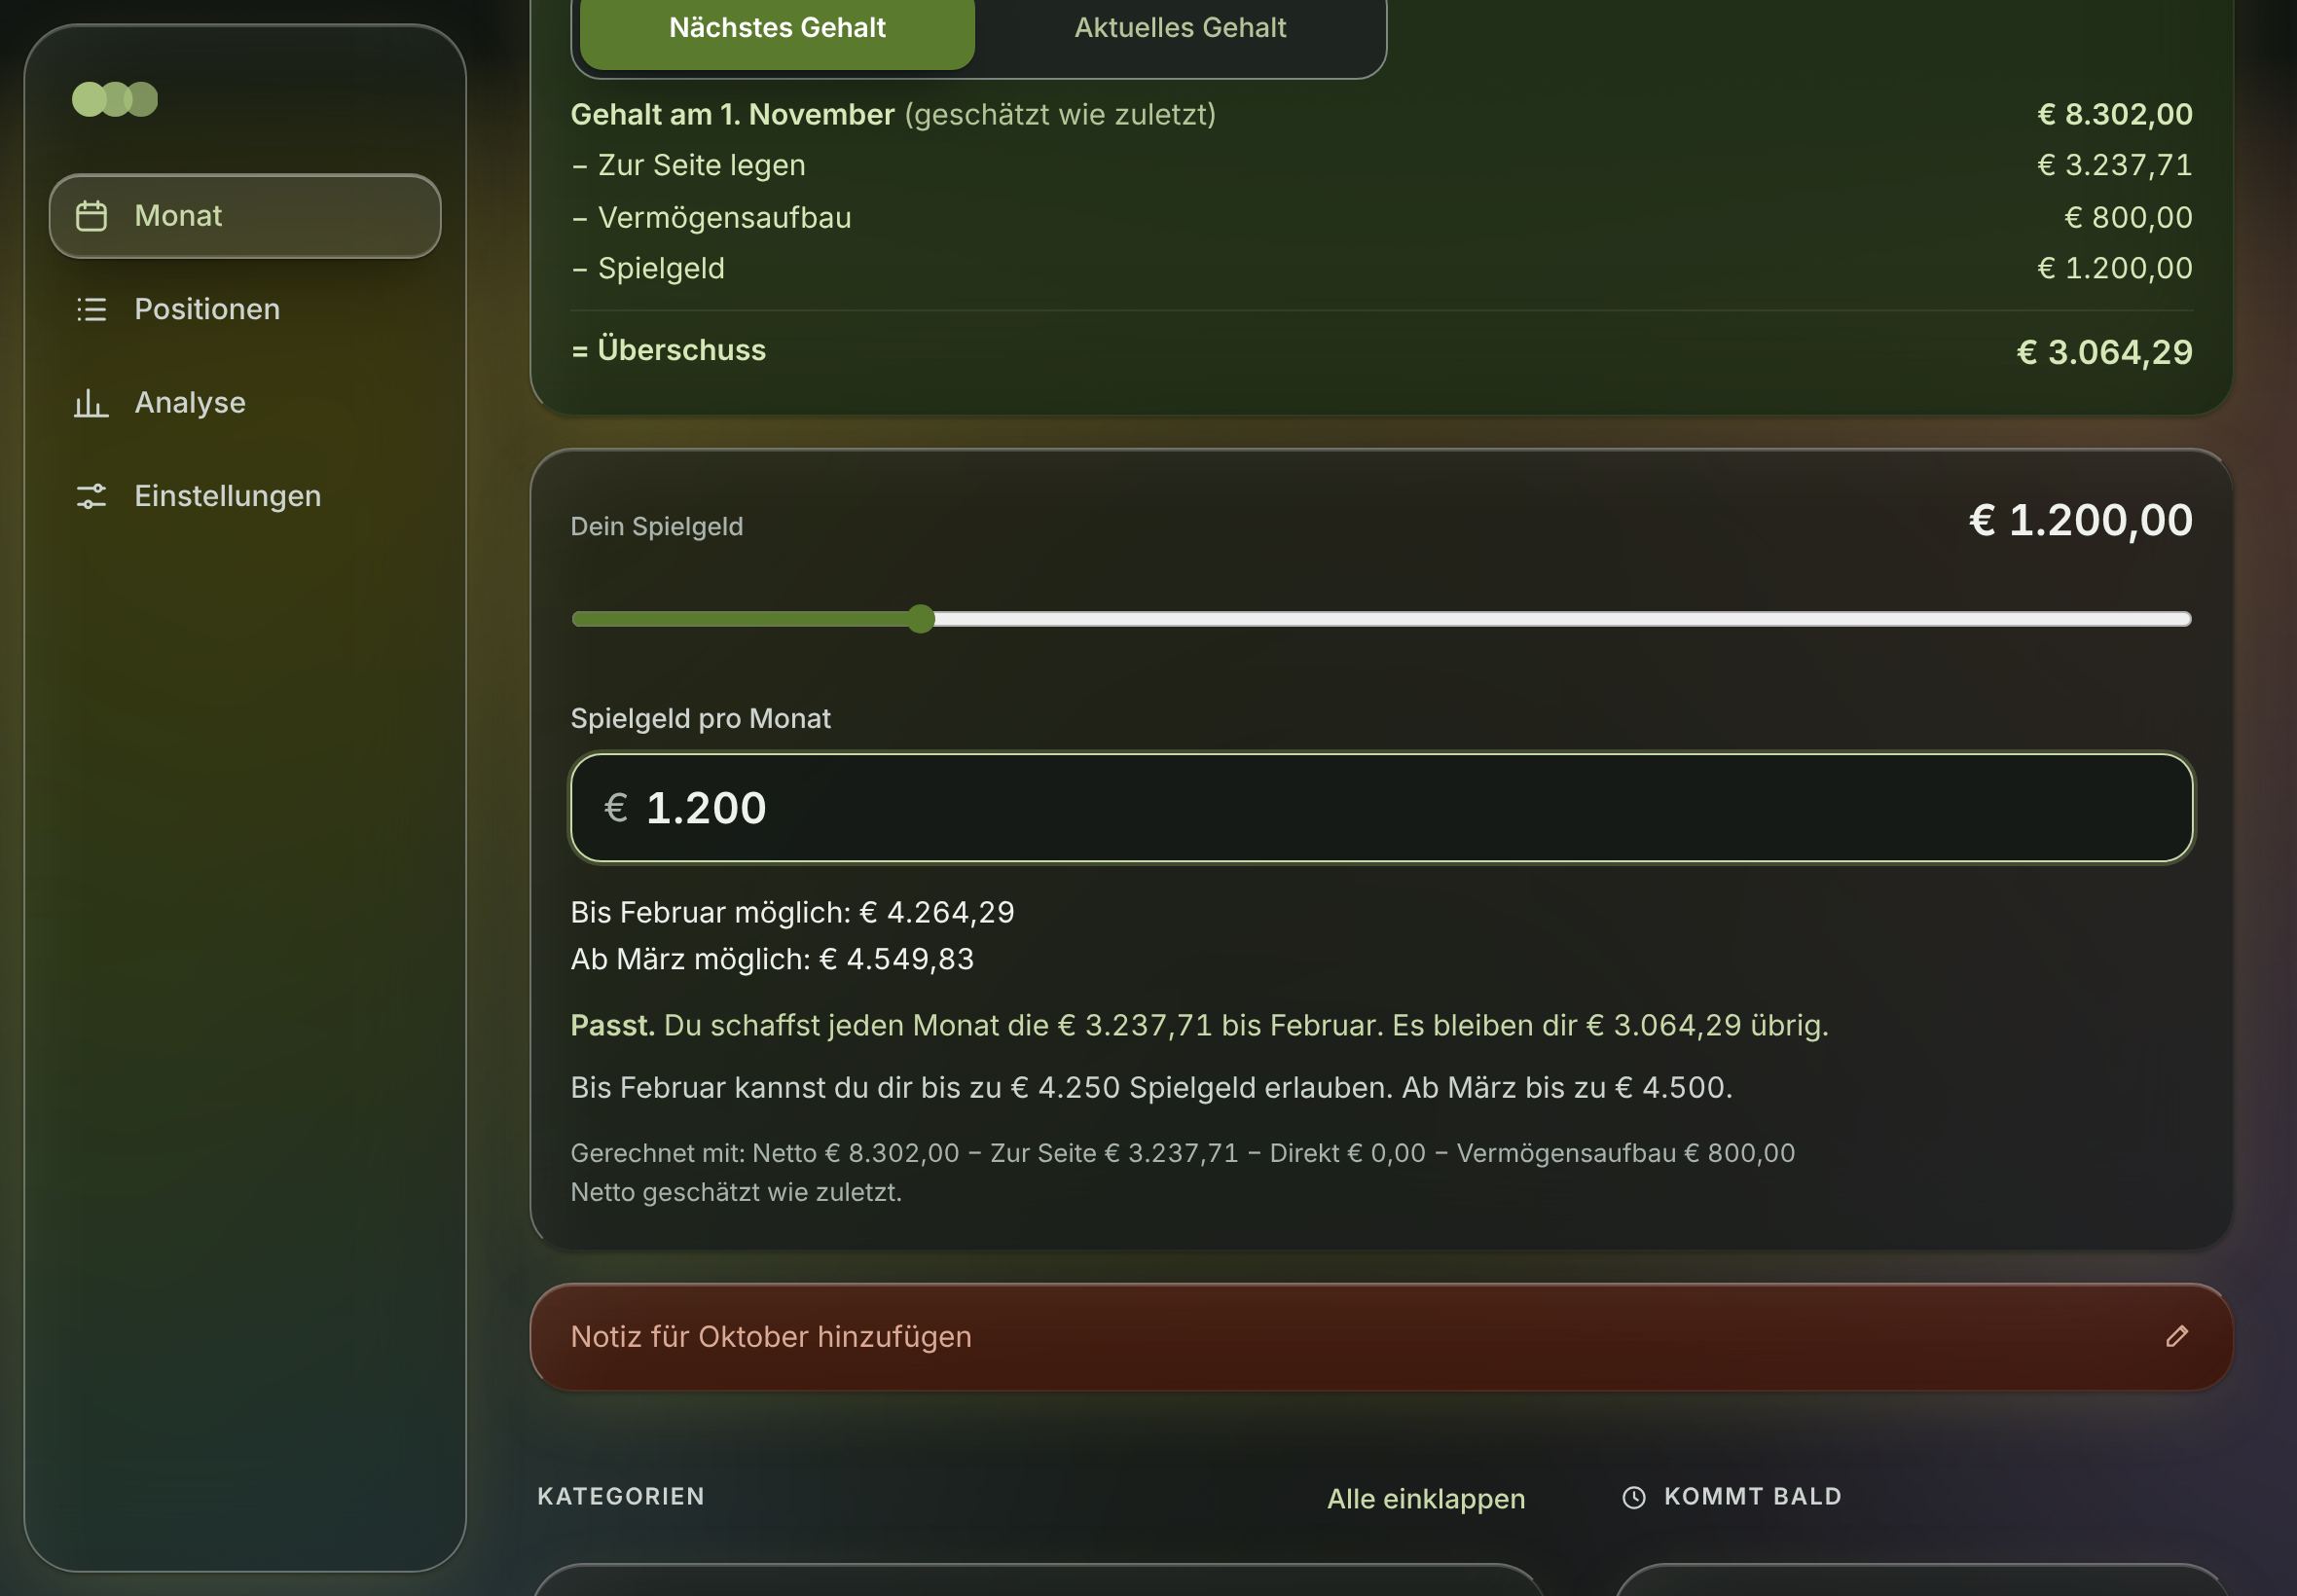 Nächstes Gehalt
Aktuelles Gehalt
Gehalt am 1. November (geschätzt wie zuletzt) € 8.302,00
− Zur Seite legen € 3.237,71
− Vermögensaufbau € 800,00
− Spielgeld € 1.200,00
= Überschuss € 3.064,29
Monat
Positionen
Analyse
Einstellungen
Dein Spielgeld € 1.200,00
Spielgeld pro Monat
€ 1.200
Bis Februar möglich: € 4.264,29
Ab März möglich: € 4.549,83
Passt. Du schaffst jeden Monat die € 3.237,71 bis Februar. Es bleiben dir € 3.064,29 übrig.
Bis Februar kannst du dir bis zu € 4.250 Spielgeld erlauben. Ab März bis zu € 4.500.
Gerechnet mit: Netto € 8.302,00 − Zur Seite € 3.237,71 − Direkt € 0,00 − Vermögensaufbau € 800,00
Netto geschätzt wie zuletzt.
Notiz für Oktober hinzufügen
KATEGORIEN
Alle einklappen
KOMMT BALD